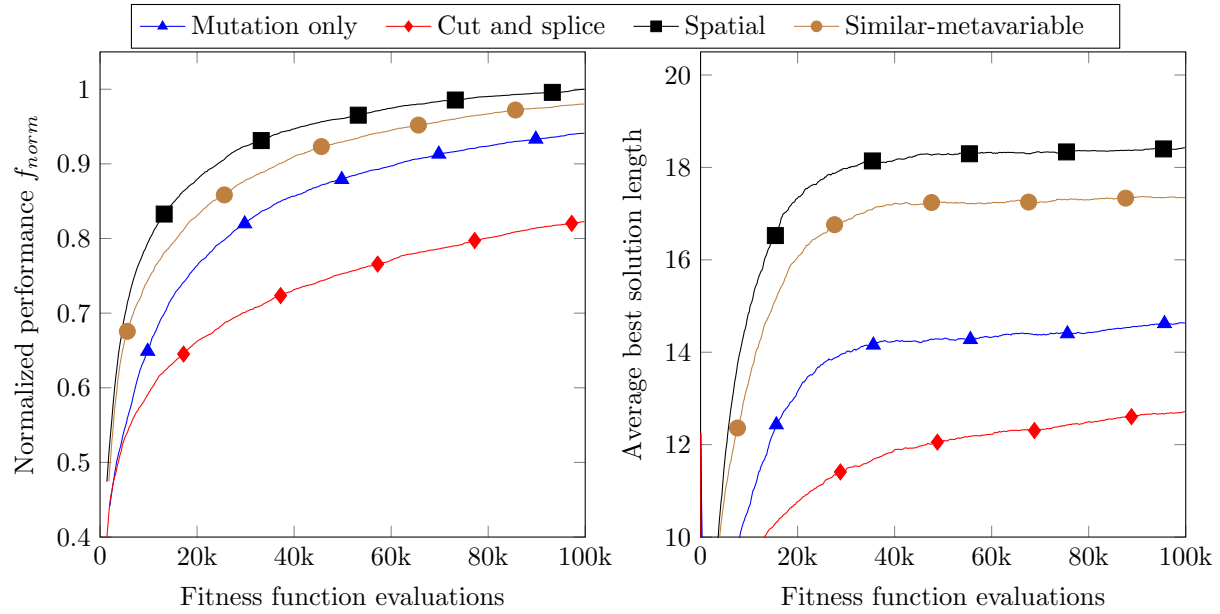 Mutation only Cut and splice Spatial Similar-metavariable
Normalized performance f_norm
1
0.9
0.8
0.7
0.6
0.5
0.4
0 20k 40k 60k 80k 100k
Fitness function evaluations
Average best solution length
20
18
16
14
12
10
0 20k 40k 60k 80k 100k
Fitness function evaluations